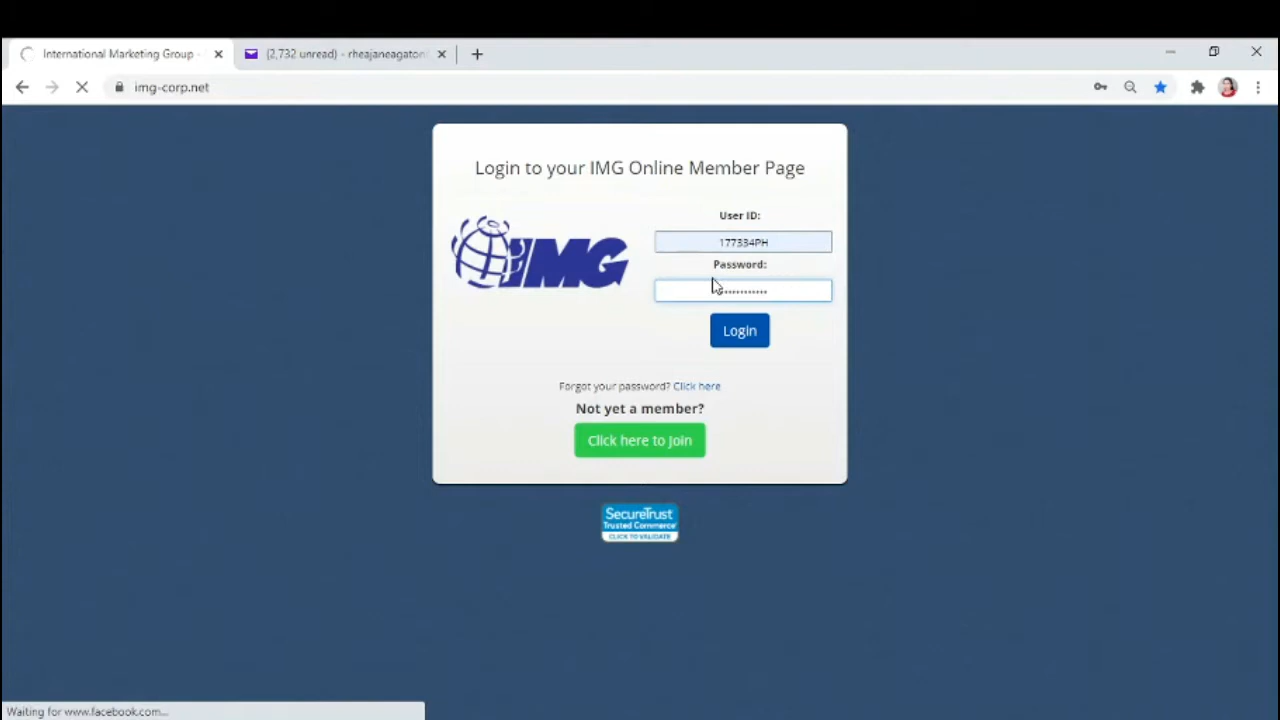 International Marketing Group -
(2,732 unread) - rheajaneagaton
img-corp.net
Login to your IMG Online Member Page
IMG
User ID:
177334PH
Password:
Login
Forgot your password? Click here
Not yet a member?
Click here to Join
SecureTrust
Trusted Commerce
CLICK TO VALIDATE
Waiting for www.facebook.com...